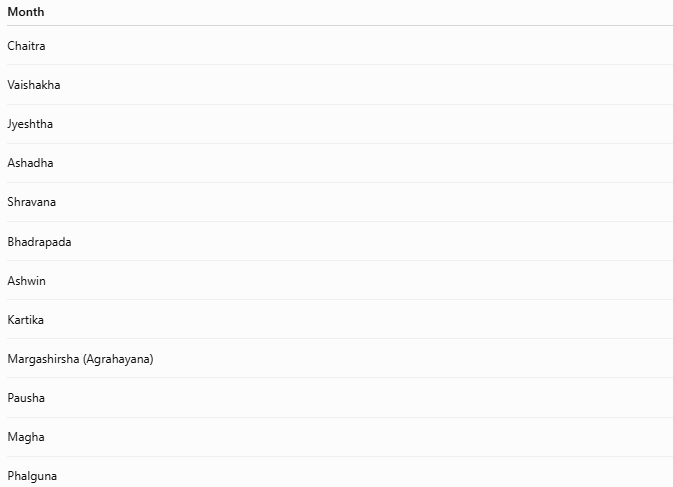 Month
Chaitra
Vaishakha
Jyeshtha
Ashadha
Shravana
Bhadrapada
Ashwin
Kartika
Margashirsha (Agrahayana)
Pausha
Magha
Phalguna